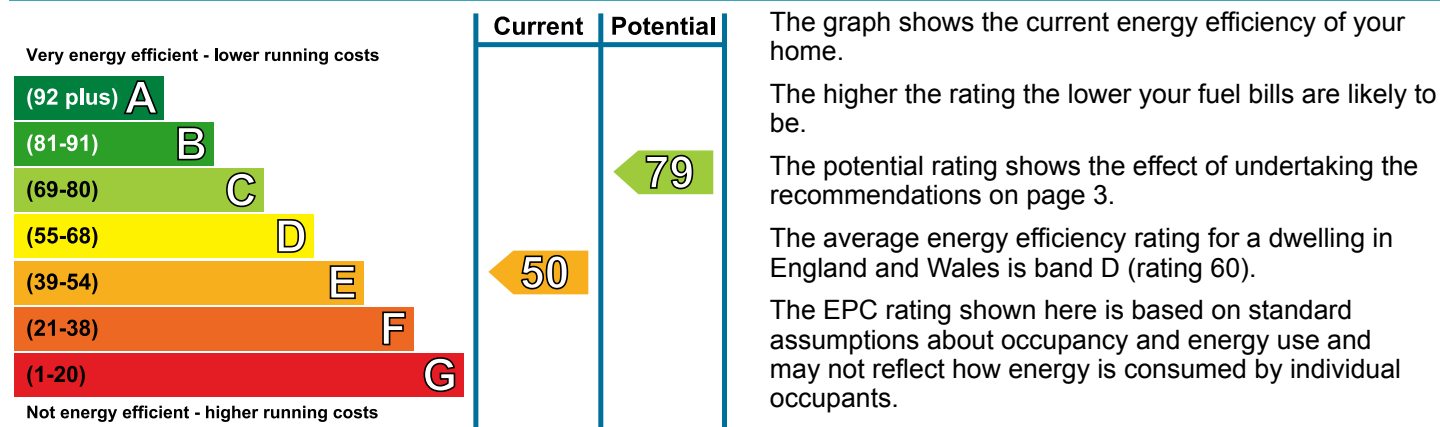 Current Potential
Very energy efficient - lower running costs
(92 plus) A
(81-91) B
(69-80) C
(55-68) D
(39-54) E
(21-38) F
(1-20) G
Not energy efficient - higher running costs
50
79
The graph shows the current energy efficiency of your
home.
The higher the rating the lower your fuel bills are likely to
be.
The potential rating shows the effect of undertaking the
recommendations on page 3.
The average energy efficiency rating for a dwelling in
England and Wales is band D (rating 60).
The EPC rating shown here is based on standard
assumptions about occupancy and energy use and
may not reflect how energy is consumed by individual
occupants.